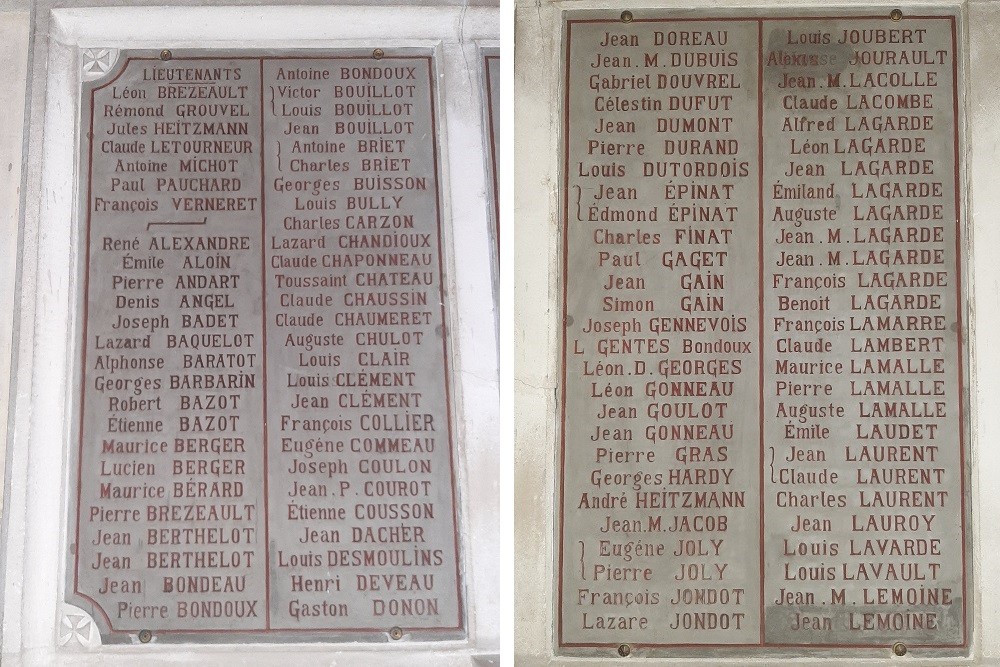 LIEUTENANTS
Léon BREZEAULT
Rémond GROUVEL
Jules HEITZMANN
Claude LETOURNEUR
Antoine MICHOT
Paul PAUCHARD
François VERNERET
René ALEXANDRE
Émile ALOIN
Pierre ANDART
Denis ANGEL
Joseph BADET
Lazard BAQUELOT
Alphonse BARATOT
Georges BARBARIN
Robert BAZOT
Étienne BAZOT
Maurice BERGER
Lucien BERGER
Maurice BÉRARD
Pierre BREZEAULT
Jean BERTHELOT
Jean BERTHELOT
Jean BONDEAU
Pierre BONDOUX
Antoine BONDOUX
Victor BOUILLOT
Louis BOUILLOT
Jean BOUILLOT
Antoine BRIET
Charles BRIET
Georges BUISSON
Louis BULLY
Charles CARZON
Lazard CHANDIOUX
Claude CHAPONNEAU
Toussaint CHATEAU
Claude CHAUSSIN
Claude CHAUMERET
Auguste CHULOT
Louis CLAIR
Louis CLÉMENT
Jean CLÉMENT
François COLLIER
Eugène COMMEAU
Joseph COULON
Jean.P. COUROT
Étienne COUSSON
Jean DACHER
Louis DESMOULINS
Henri DEVEAU
Gaston DONON
Jean DOREAU
Jean.M.DUBUIS
Gabriel DOUVREL
Célestin DUFUT
Jean DUMONT
Pierre DURAND
Louis DUTORDOIS
Jean ÉPINAT
Edmond ÉPINAT
Charles FINAT
Paul GAGET
Jean GAIN
Simon GAIN
Joseph GENNEVOIS
L GENTES Bondoux
Léon.D.GEORGES
Léon GONNEAU
Jean GOULOT
Jean GONNEAU
Pierre GRAS
Georges HARDY
André HEITZMANN
Jean.M.JACOB
Eugéne JOLY
Pierre JOLY
François JONDOT
Lazare JONDOT
Louis JOUBERT
JOURAULT
Jean.M.LACOLLE
Claude LACOMBE
Alfred LAGARDE
Léon LAGARDE
Jean LAGARDE
Émiland LAGARDE
Auguste LAGARDE
Jean.M.LAGARDE
Jean.M.LAGARDE
François LAGARDE
Benoit LAGARDE
François LAMARRE
Claude LAMBERT
Maurice LAMALLE
Pierre LAMALLE
Auguste LAMALLE
Émile LAUDET
Jean LAURENT
Claude LAURENT
Charles LAURENT
Jean LAUROY
Louis LAVARDE
Louis LAVAULT
Jean.M.LEMOINE
Jean LEMOINE